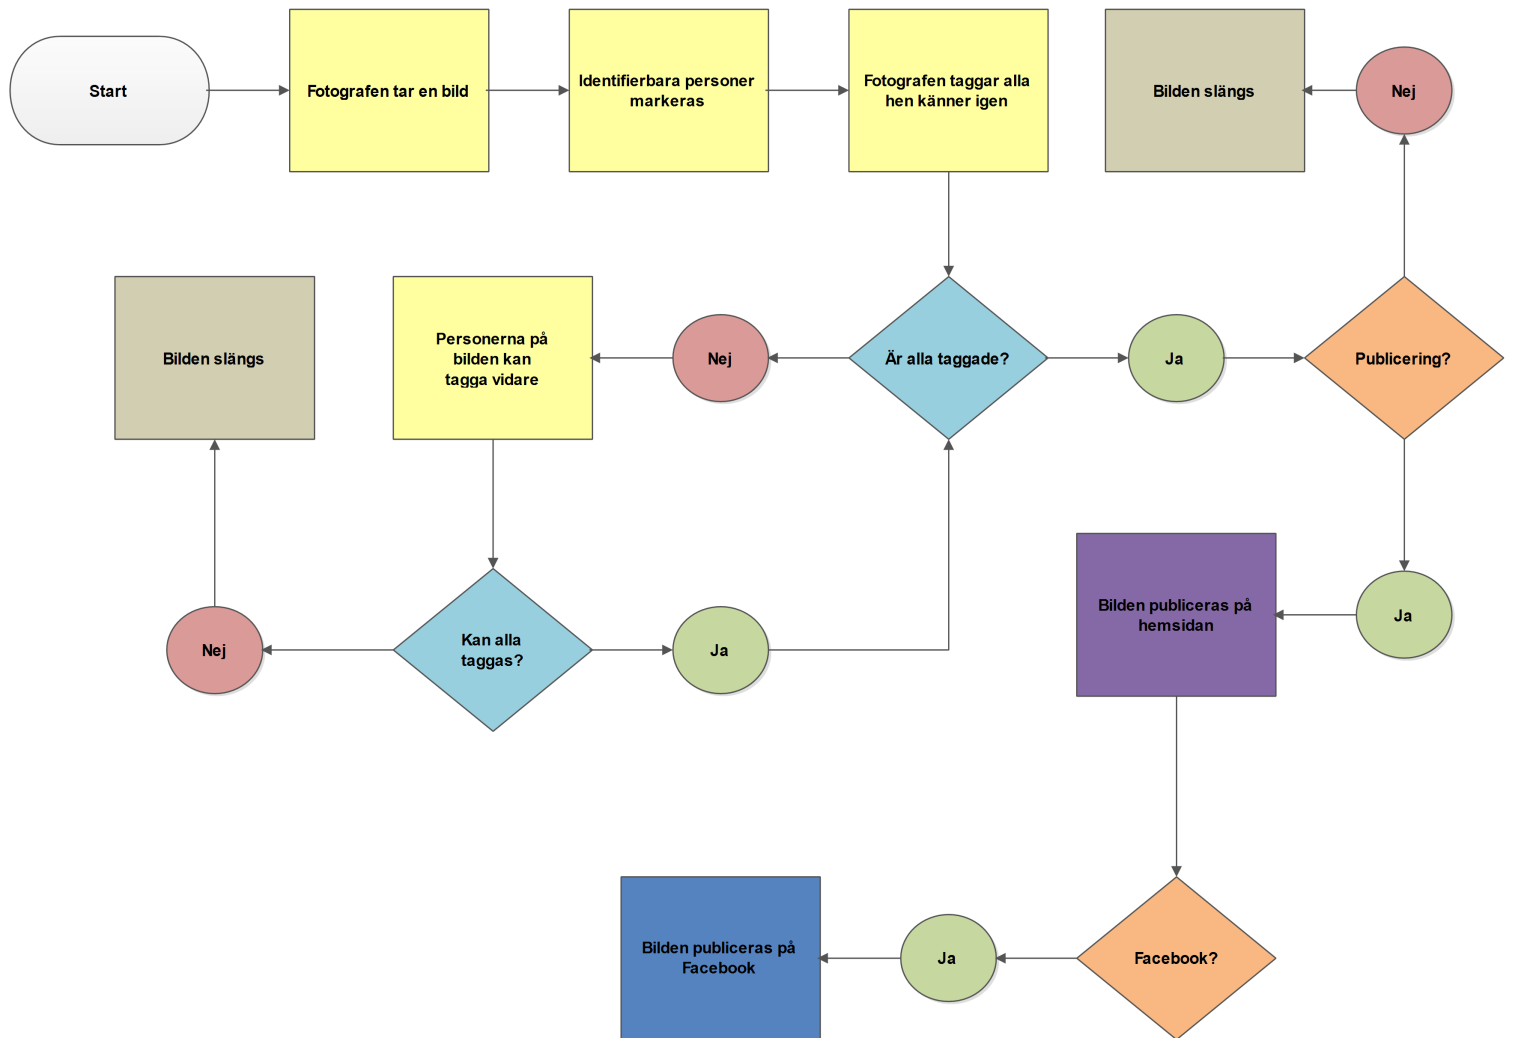 Start
Fotografen tar en bild
Identifierbara personer
markeras
Fotografen taggar alla
hen känner igen
Bilden slängs
Nej
Bilden slängs
Personerna på
bilden kan
tagga vidare
Nej
Är alla taggade?
Ja
Publicering?
Nej
Kan alla
taggas?
Ja
Bilden publiceras på
hemsidan
Ja
Bilden publiceras på
Facebook
Ja
Facebook?